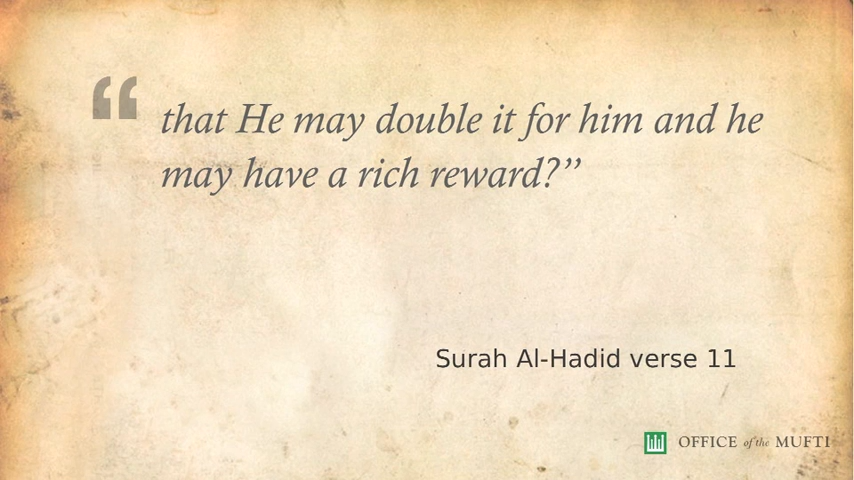 “ that He may double it for him and he
may have a rich reward?”
Surah Al-Hadid verse 11
OFFICE of the MUFTI